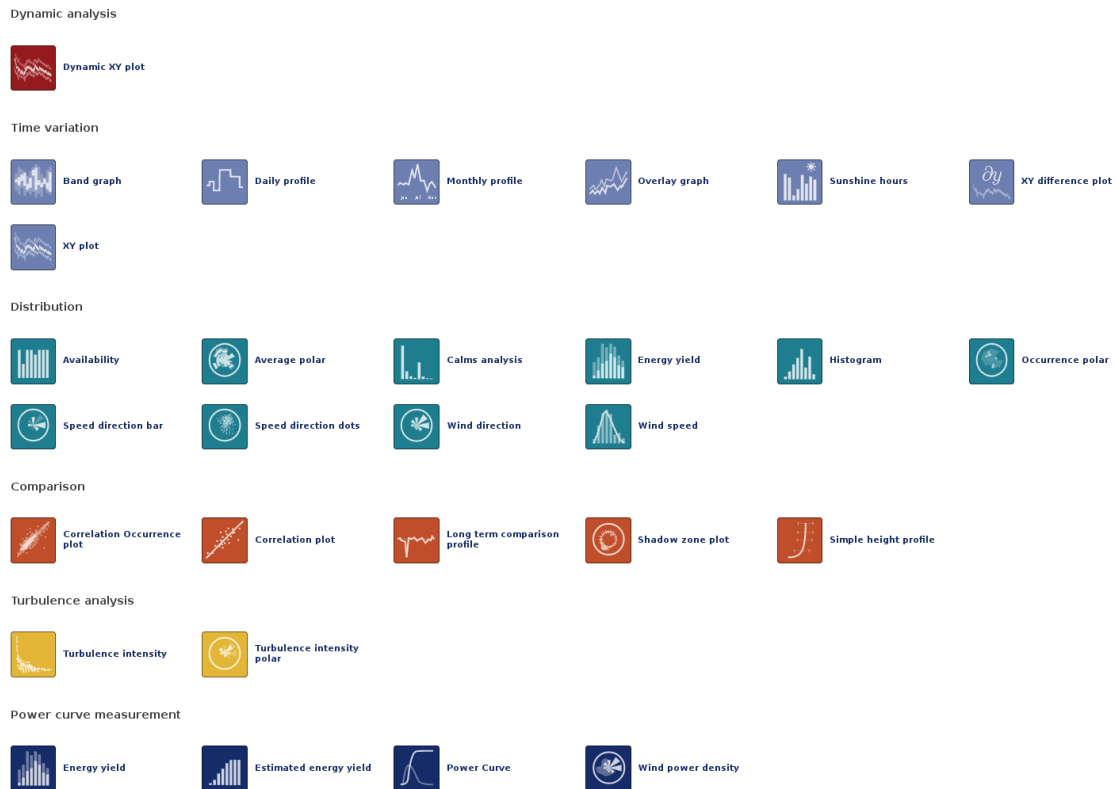 Dynamic analysis
Dynamic XY plot
Time variation
Band graph
Daily profile
Monthly profile
Overlay graph
Sunshine hours
∂y
XY difference plot
XY plot
Distribution
Availability
Average polar
Calms analysis
Energy yield
Histogram
Occurrence polar
Speed direction bar
Speed direction dots
Wind direction
Wind speed
Comparison
Correlation Occurrence
plot
Correlation plot
Long term comparison
profile
Shadow zone plot
Simple height profile
Turbulence analysis
Turbulence intensity
Turbulence intensity
polar
Power curve measurement
Energy yield
Estimated energy yield
Power Curve
Wind power density